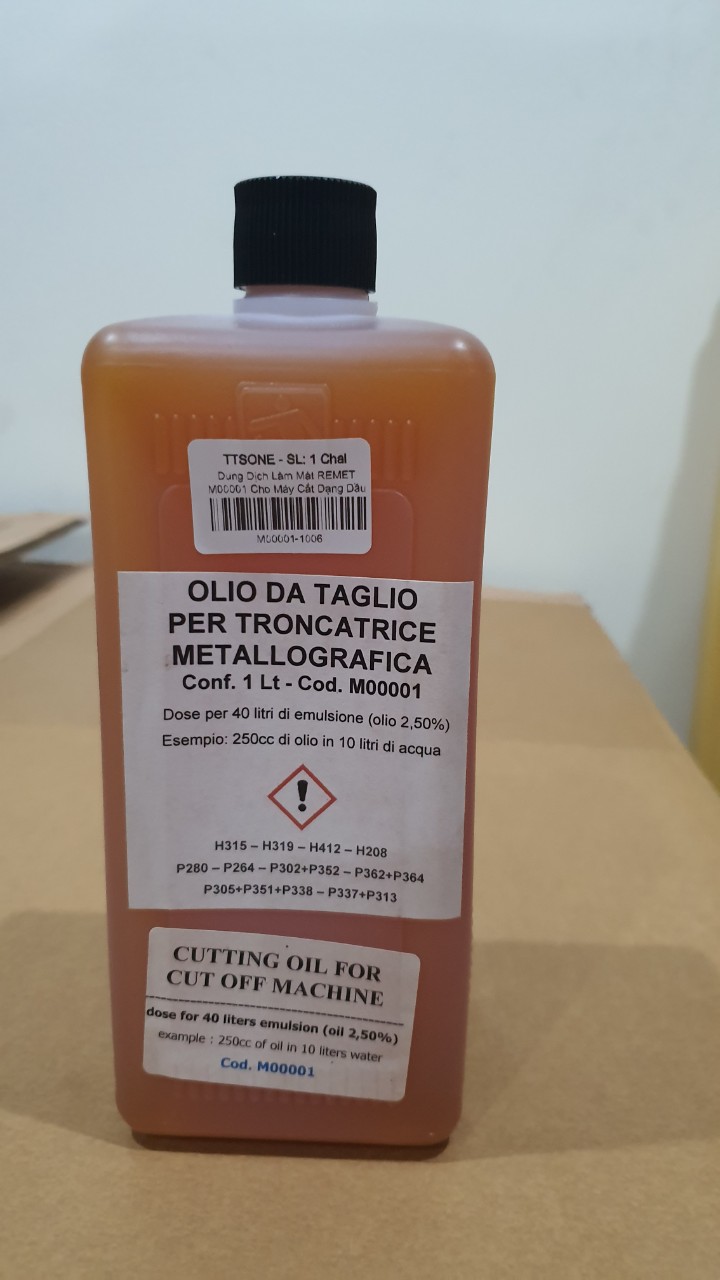 TTSONE - SL: 1 Chai
Dung Dịch Làm Mát REMET
M00001 Cho Máy Cắt Dạng Dầu
M00001-1006
OLIO DA TAGLIO
PER TRONCATRICE
METALLOGRAFICA
Conf. 1 Lt - Cod. M00001
Dose per 40 litri di emulsione (olio 2,50%)
Esempio: 250cc di olio in 10 litri di acqua
H315 – H319 – H412 – H208
P280 – P264 – P302+P352 – P362+P364
P305+P351+P338 – P337+P313
CUTTING OIL FOR
CUT OFF MACHINE
dose for 40 liters emulsion (oil 2,50%)
example : 250cc of oil in 10 liters water
Cod. M00001